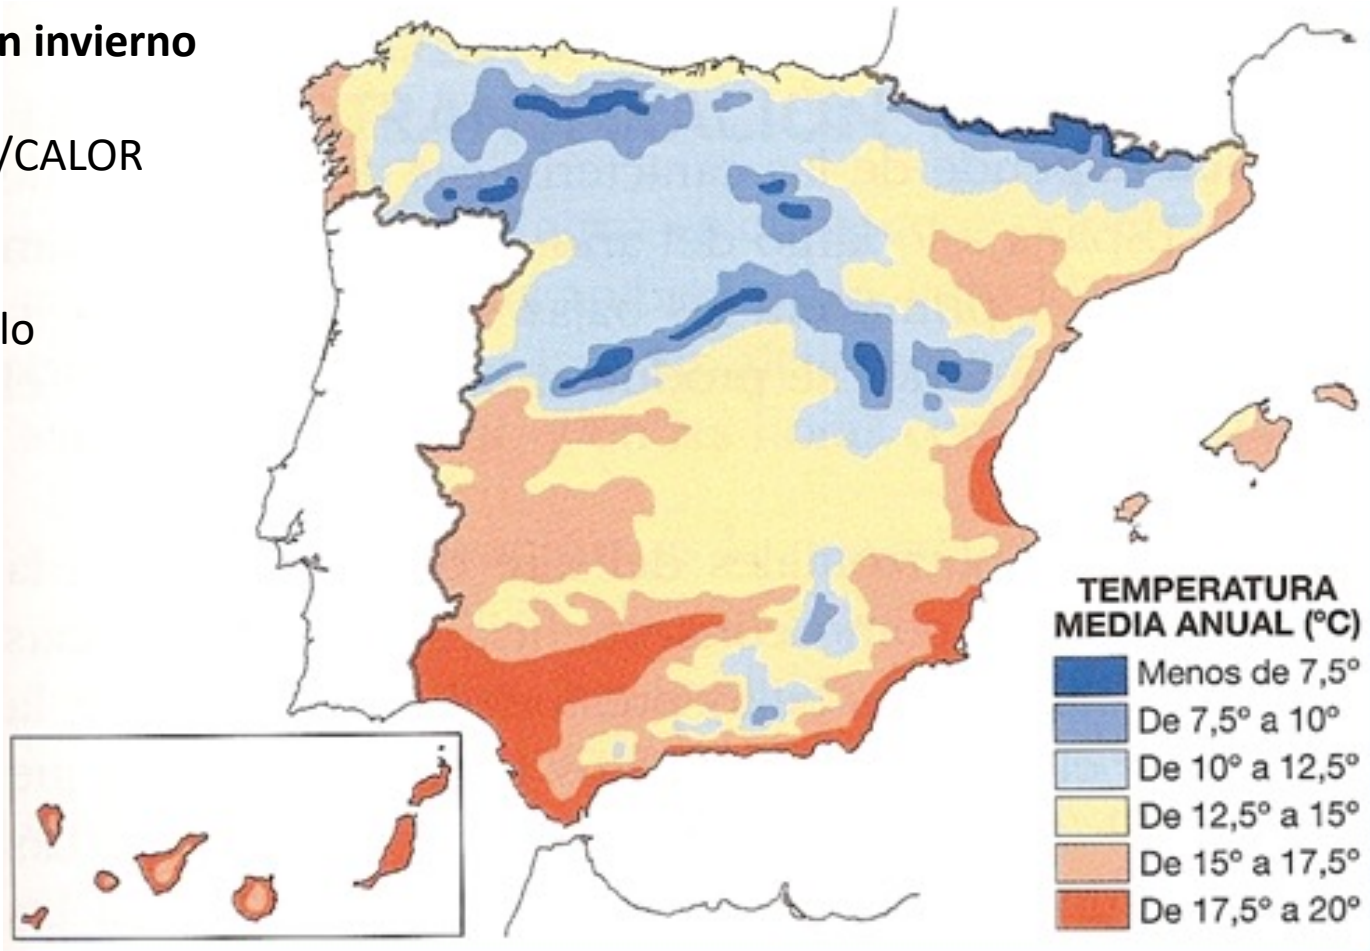 n invierno
/CALOR
lo
TEMPERATURA
MEDIA ANUAL (ºC)
Menos de 7,5º
De 7,5º a 10º
De 10º a 12,5º
De 12,5º a 15º
De 15º a 17,5º
De 17,5º a 20º